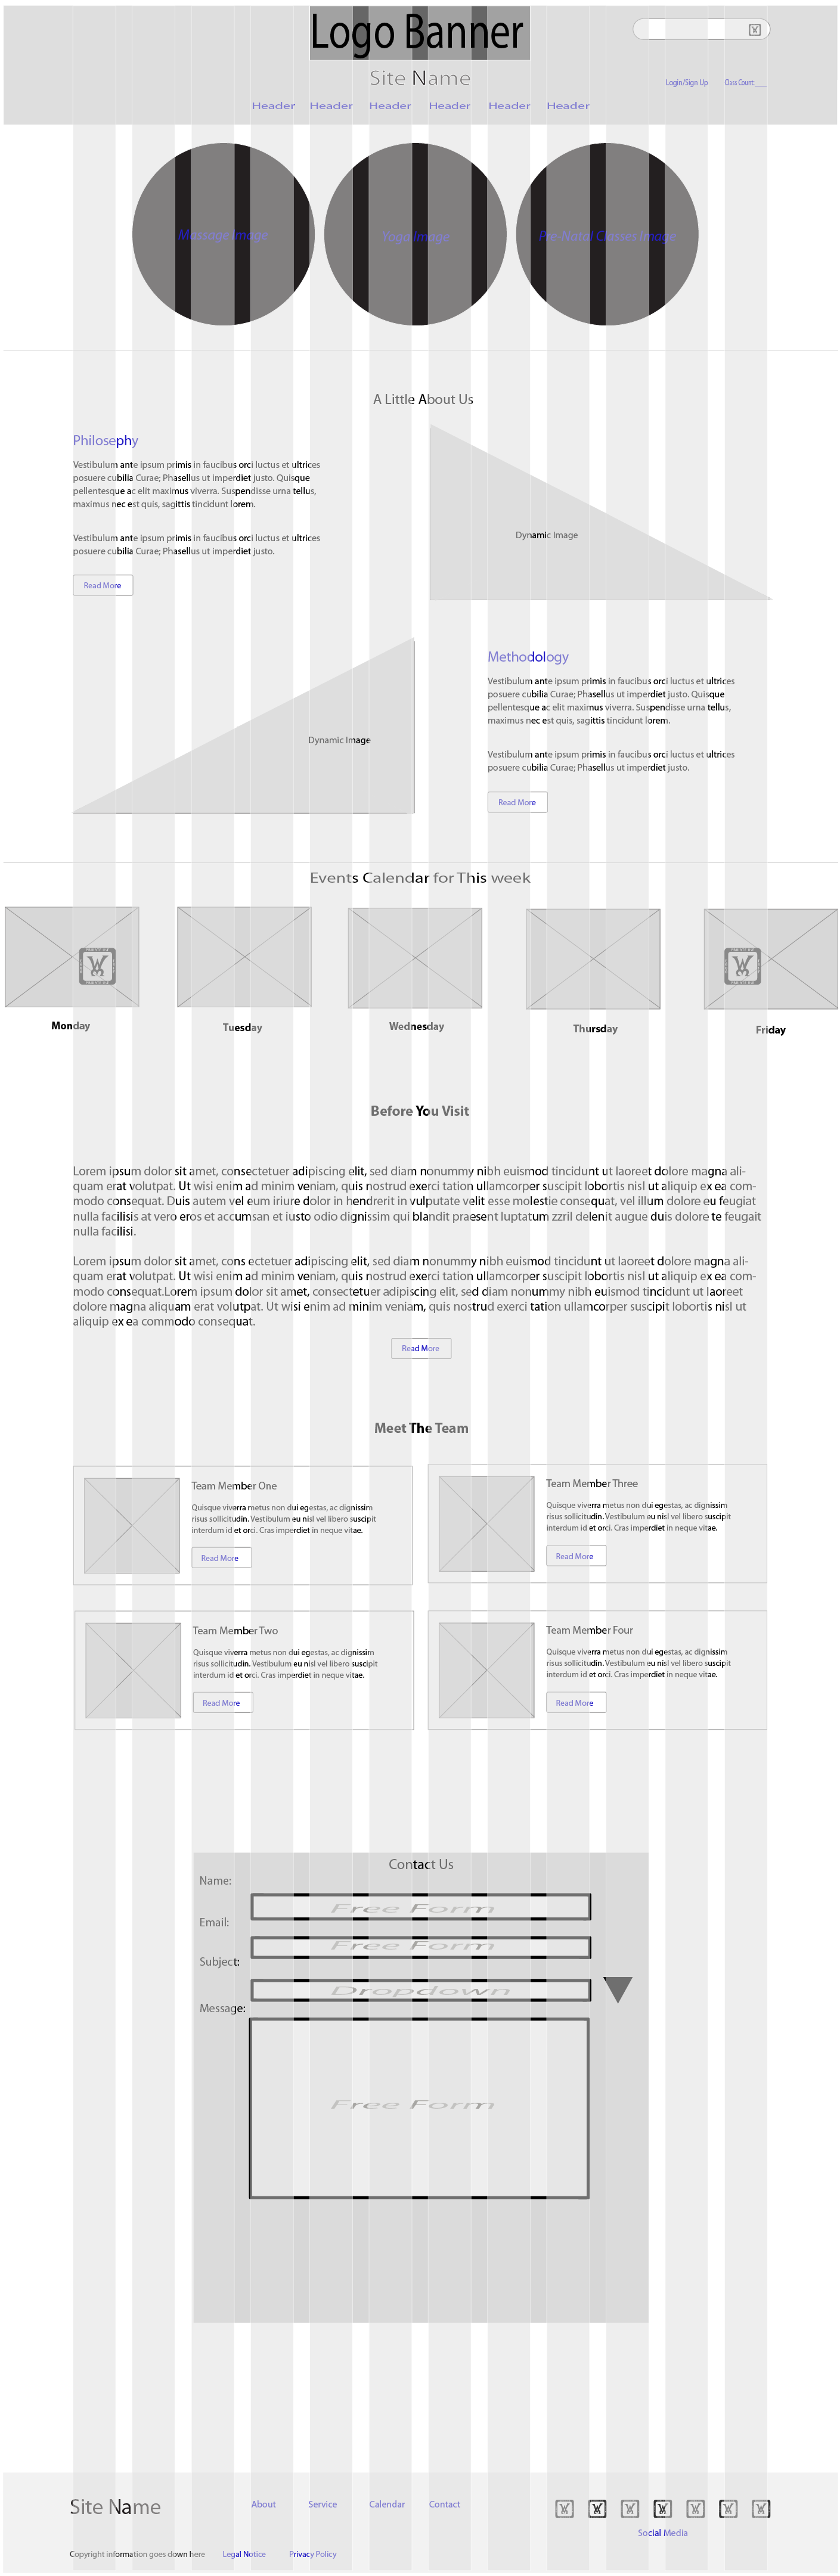 Logo Banner
Site Name
Login/Sign Up Class Count:___
Header Header Header Header Header Header
Massage Image Yoga Image Pre-Natal Classes Image
A Little About Us
Philosephy
Vestibulum ante ipsum primis in faucibus orci luctus et ultrices
posuere cubilia Curae; Phasellus ut imperdiet justo. Quisque
pellentesque ac elit maximus viverra. Suspendisse urna tellus,
maximus nec est quis, sagittis tincidunt lorem.
Vestibulum ante ipsum primis in faucibus orci luctus et ultrices
posuere cubilia Curae; Phasellus ut imperdiet justo.
Read More
Dynamic Image
Methodology
Vestibulum ante ipsum primis in faucibus orci luctus et ultrices
posuere cubilia Curae; Phasellus ut imperdiet justo. Quisque
pellentesque ac elit maximus viverra. Suspendisse urna tellus,
maximus nec est quis, sagittis tincidunt lorem.
Vestibulum ante ipsum primis in faucibus orci luctus et ultrices
posuere cubilia Curae; Phasellus ut imperdiet justo.
Read More
Dynamic Image
Events Calendar for This week
Monday Tuesday Wednesday Thursday Friday
Before You Visit
Lorem ipsum dolor sit amet, consectetuer adipiscing elit, sed diam nonummy nibh euismod tincidunt ut laoreet dolore magna ali-
quam erat volutpat. Ut wisi enim ad minim veniam, quis nostrud exerci tation ullamcorper suscipit lobortis nisl ut aliquip ex ea com-
modo consequat. Duis autem vel eum iriure dolor in hendrerit in vulputate velit esse molestie consequat, vel illum dolore eu feugiat
nulla facilisis at vero eros et accumsan et iusto odio dignissim qui blandit praesent luptatum zzril delenit augue duis dolore te feugait
nulla facilisi.
Lorem ipsum dolor sit amet, cons ectetuer adipiscing elit, sed diam nonummy nibh euismod tincidunt ut laoreet dolore magna ali-
quam erat volutpat. Ut wisi enim ad minim veniam, quis nostrud exerci tation ullamcorper suscipit lobortis nisl ut aliquip ex ea com-
modo consequat.Lorem ipsum dolor sit amet, consectetuer adipiscing elit, sed diam nonummy nibh euismod tincidunt ut laoreet
dolore magna aliquam erat volutpat. Ut wisi enim ad minim veniam, quis nostrud exerci tation ullamcorper suscipit lobortis nisl ut
aliquip ex ea commodo consequat.
Read More
Meet The Team
Team Member One
Quisque viverra metus non dui egestas, ac dignissim
risus sollicitudin. Vestibulum eu nisl vel libero suscipit
interdum id et orci. Cras imperdiet in neque vitae.
Read More
Team Member Three
Quisque viverra metus non dui egestas, ac dignissim
risus sollicitudin. Vestibulum eu nisl vel libero suscipit
interdum id et orci. Cras imperdiet in neque vitae.
Read More
Team Member Two
Quisque viverra metus non dui egestas, ac dignissim
risus sollicitudin. Vestibulum eu nisl vel libero suscipit
interdum id et orci. Cras imperdiet in neque vitae.
Read More
Team Member Four
Quisque viverra metus non dui egestas, ac dignissim
risus sollicitudin. Vestibulum eu nisl vel libero suscipit
interdum id et orci. Cras imperdiet in neque vitae.
Read More
Contact Us
Name:
Free Form
Email:
Free Form
Subject:
Dropdown
Message:
Free Form
Site Name
About Service Calendar Contact
Social Media
Copyright information goes down here Legal Notice Privacy Policy